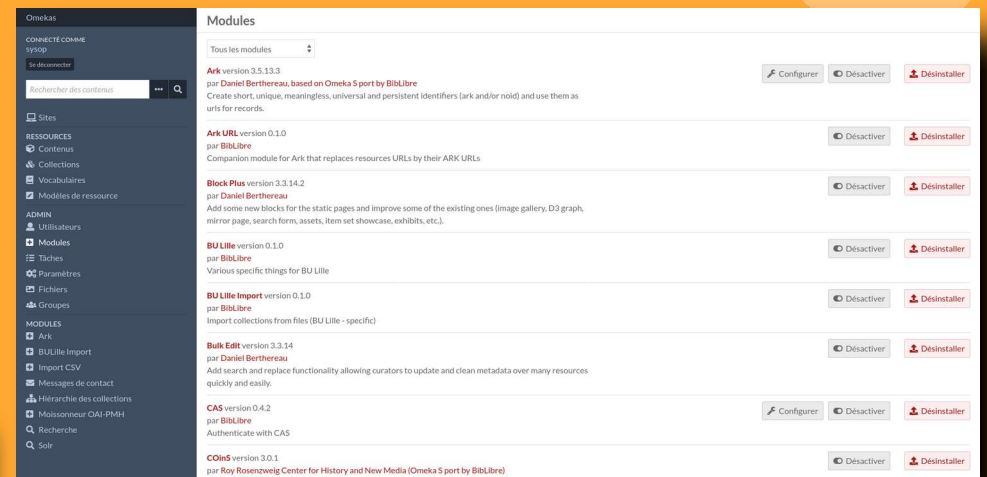 Omekas
CONNECTÉ COMME
sysop
Se déconnecter
Rechercher des contenus
Sites
RESSOURCES
Contenus
Collections
Vocabulaires
Modèles de ressource
ADMIN
Utilisateurs
Modules
Tâches
Paramètres
Fichiers
Groupes
MODULES
Ark
BULille Import
Import CSV
Messages de contact
Hiérarchie des collections
Moissonneur OAI-PMH
Recherche
Solr
Modules
Tous les modules
Ark version 3.5.13.3
Configurer Désactiver Désinstaller
par Daniel Berthereau, based on Omeka S port by BibLibre
Create short, unique, meaningless, universal and persistent identifiers (ark and/or noid) and use them as
urls for records.
Ark URL version 0.1.0
Désactiver Désinstaller
par BibLibre
Companion module for Ark that replaces resources URLs by their ARK URLs
Block Plus version 3.3.14.2
Désactiver Désinstaller
par Daniel Berthereau
Add some new blocks for the static pages and improve some of the existing ones (image gallery, D3 graph,
mirror page, search form, assets, item set showcase, exhibits, etc.).
BU Lille version 0.1.0
Désactiver Désinstaller
par BibLibre
Various specific things for BU Lille
BU Lille Import version 0.1.0
Désactiver Désinstaller
par BibLibre
Import collections from files (BU Lille - specific)
Bulk Edit version 3.3.14
Désactiver Désinstaller
par Daniel Berthereau
Add search and replace functionality allowing curators to update and clean metadata over many resources
quickly and easily.
CAS version 0.4.2
Configurer Désactiver Désinstaller
par BibLibre
Authenticate with CAS
COinS version 3.0.1
Désactiver Désinstaller
par Roy Rosenzweig Center for History and New Media (Omeka S port by BibLibre)